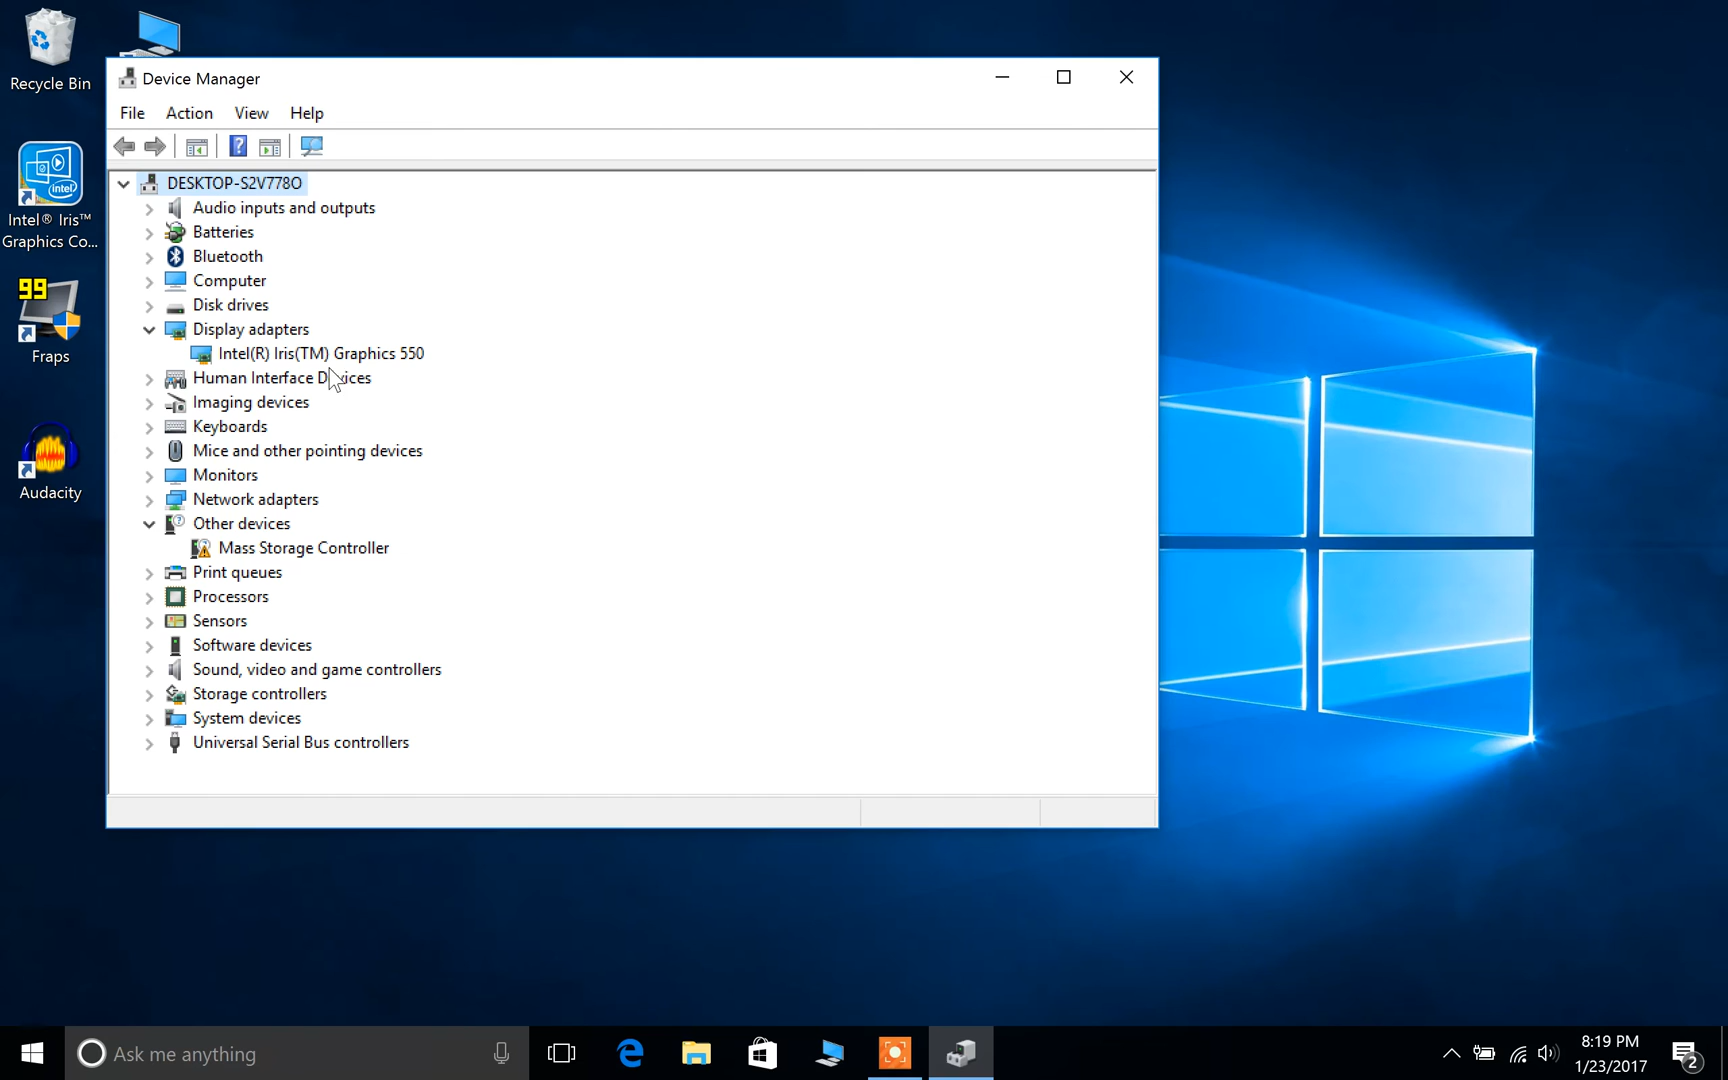 Recycle Bin
Intel® Iris™
Graphics Co...
99
Fraps
Audacity
Device Manager
File Action View Help
DESKTOP-S2V778O
Audio inputs and outputs
Batteries
Bluetooth
Computer
Disk drives
Display adapters
Intel(R) Iris(TM) Graphics 550
Human Interface Devices
Imaging devices
Keyboards
Mice and other pointing devices
Monitors
Network adapters
Other devices
Mass Storage Controller
Print queues
Processors
Sensors
Software devices
Sound, video and game controllers
Storage controllers
System devices
Universal Serial Bus controllers
Ask me anything
8:19 PM
1/23/2017
2
intel